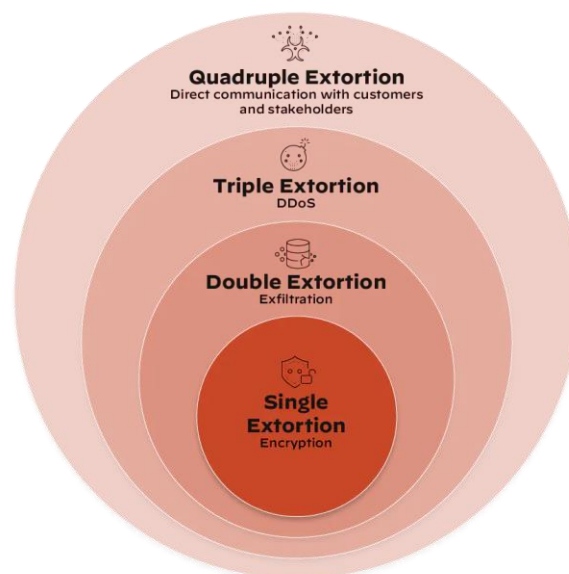 Quadruple Extortion
Direct communication with customers
and stakeholders
Triple Extortion
DDoS
Double Extortion
Exfiltration
Single
Extortion
Encryption